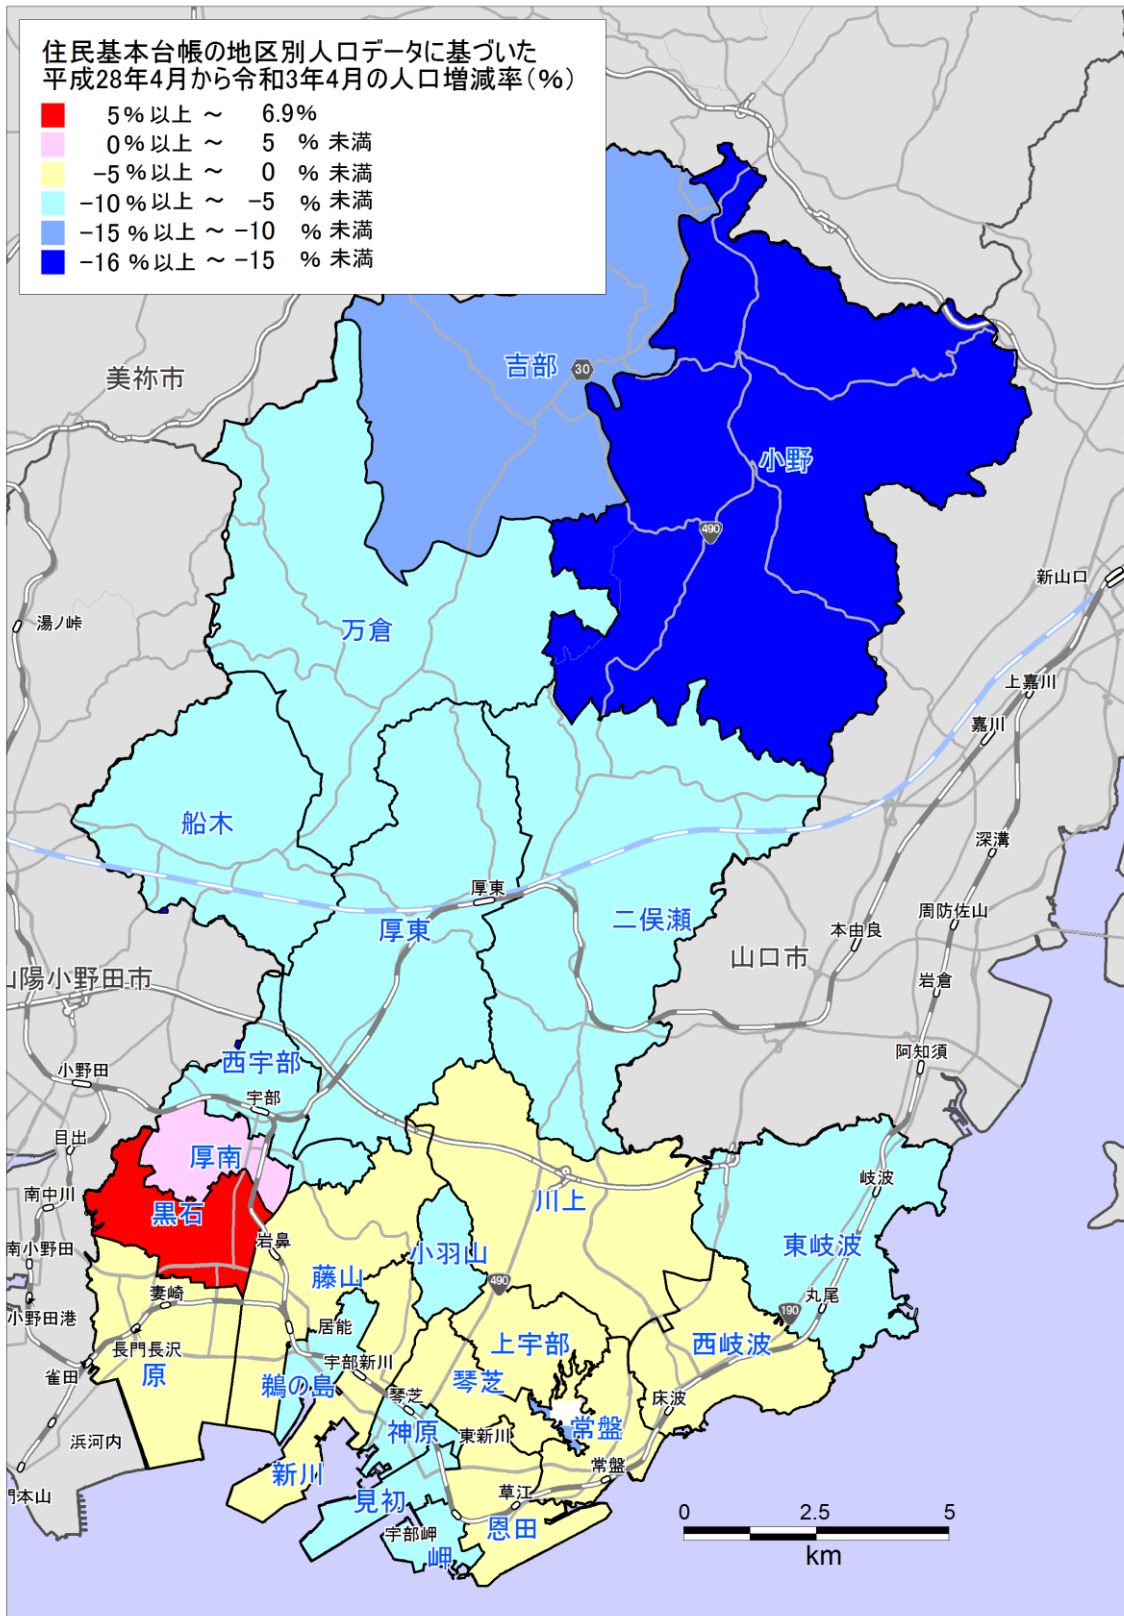 住民基本台帳の地区別人口データに基づいた
平成28年4月から令和3年4月の人口増減率(%)
5%以上 ～ 6.9%
0%以上 ～ 5 % 未満
-5%以上 ～ 0 % 未満
-10%以上 ～ -5 % 未満
-15%以上 ～ -10 % 未満
-16%以上 ～ -15 % 未満
美祢市
吉部
30
小野
490
新山口
湯ノ峠
万倉
上嘉川
嘉川
船木
深溝
厚東
厚東
二俣瀬
周防佐山
本由良
山口市
山陽小野田市
岩倉
西宇部
阿知須
小野田
宇部
目出
厚南
岐波
南中川
黒石
川上
岩鼻
小羽山
東岐波
南小野田
藤山
490
妻崎
丸尾
190
小野田港
居能
長門長沢
上宇部
西岐波
宇部新川
雀田
原
鵜の島
琴芝
琴芝
床波
浜河内
神原
東新川
常盤
新川
常盤
門本山
見初
草江
宇部岬
恩田
岬
0 2.5 5
km